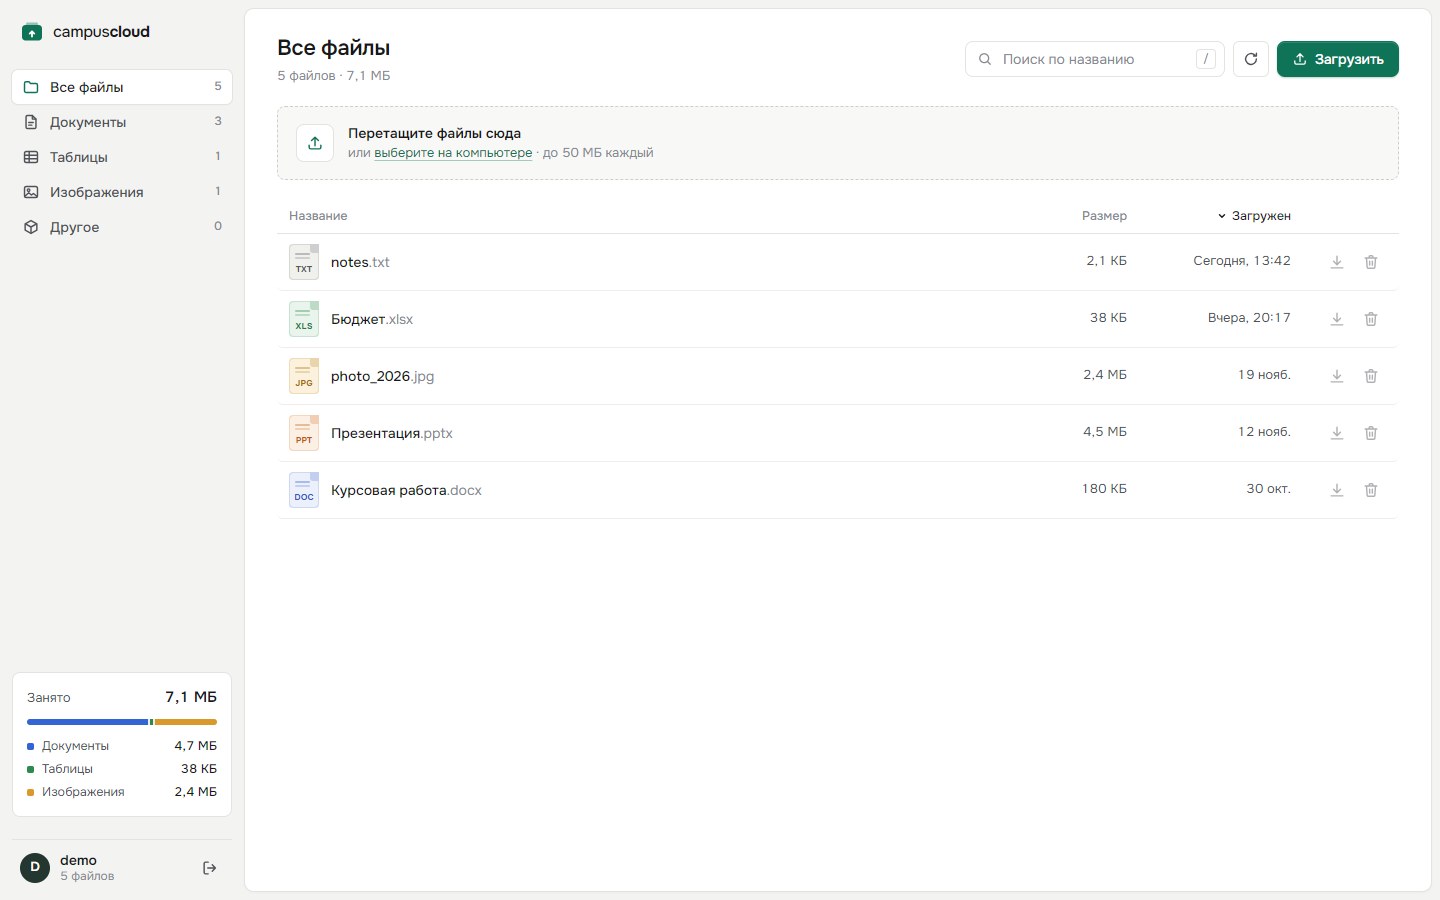 campuscloud
Все файлы 5
Документы 3
Таблицы 1
Изображения 1
Другое 0
Занято 7,1 МБ
Документы 4,7 МБ
Таблицы 38 КБ
Изображения 2,4 МБ
D demo
5 файлов
Все файлы
5 файлов · 7,1 МБ
Поиск по названию /
Загрузить
Перетащите файлы сюда
или выберите на компьютере · до 50 МБ каждый
Название Размер Загружен
TXT notes.txt 2,1 КБ Сегодня, 13:42
XLS Бюджет.xlsx 38 КБ Вчера, 20:17
JPG photo_2026.jpg 2,4 МБ 19 нояб.
PPT Презентация.pptx 4,5 МБ 12 нояб.
DOC Курсовая работа.docx 180 КБ 30 окт.